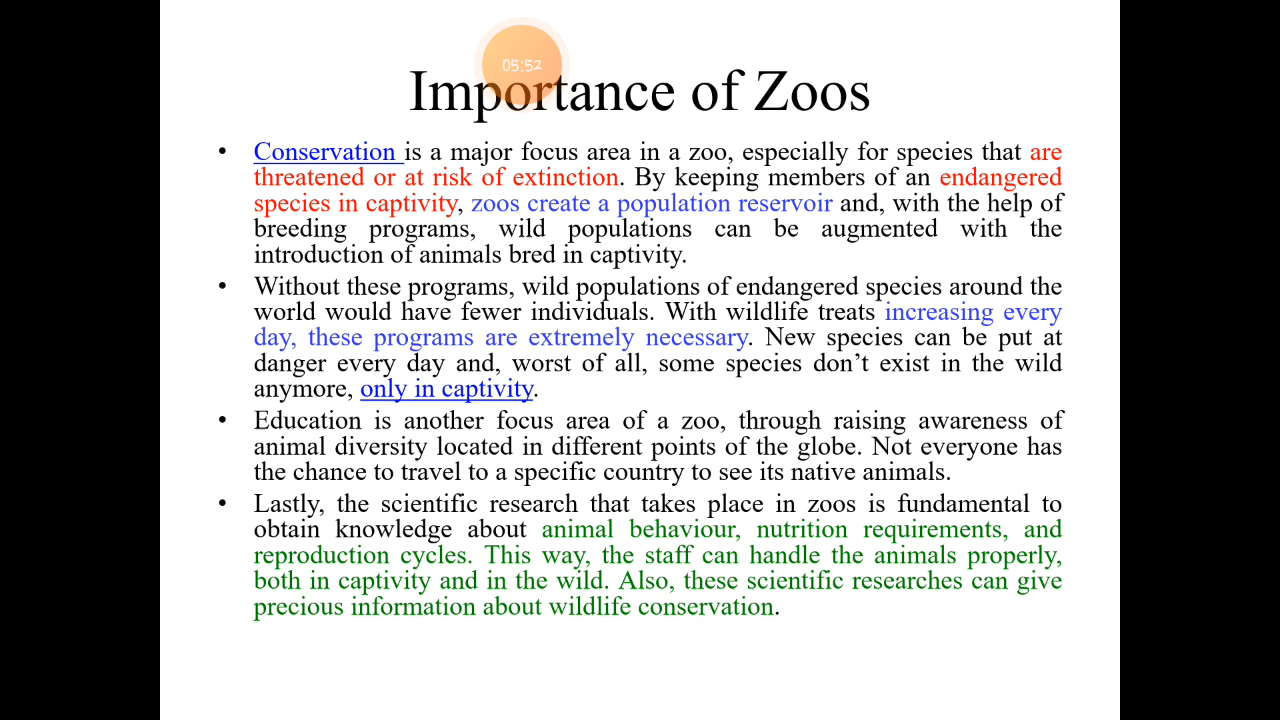 05:52
Importance of Zoos
• Conservation is a major focus area in a zoo, especially for species that are
threatened or at risk of extinction. By keeping members of an endangered
species in captivity, zoos create a population reservoir and, with the help of
breeding programs, wild populations can be augmented with the
introduction of animals bred in captivity.
• Without these programs, wild populations of endangered species around the
world would have fewer individuals. With wildlife treats increasing every
day, these programs are extremely necessary. New species can be put at
danger every day and, worst of all, some species don’t exist in the wild
anymore, only in captivity.
• Education is another focus area of a zoo, through raising awareness of
animal diversity located in different points of the globe. Not everyone has
the chance to travel to a specific country to see its native animals.
• Lastly, the scientific research that takes place in zoos is fundamental to
obtain knowledge about animal behaviour, nutrition requirements, and
reproduction cycles. This way, the staff can handle the animals properly,
both in captivity and in the wild. Also, these scientific researches can give
precious information about wildlife conservation.